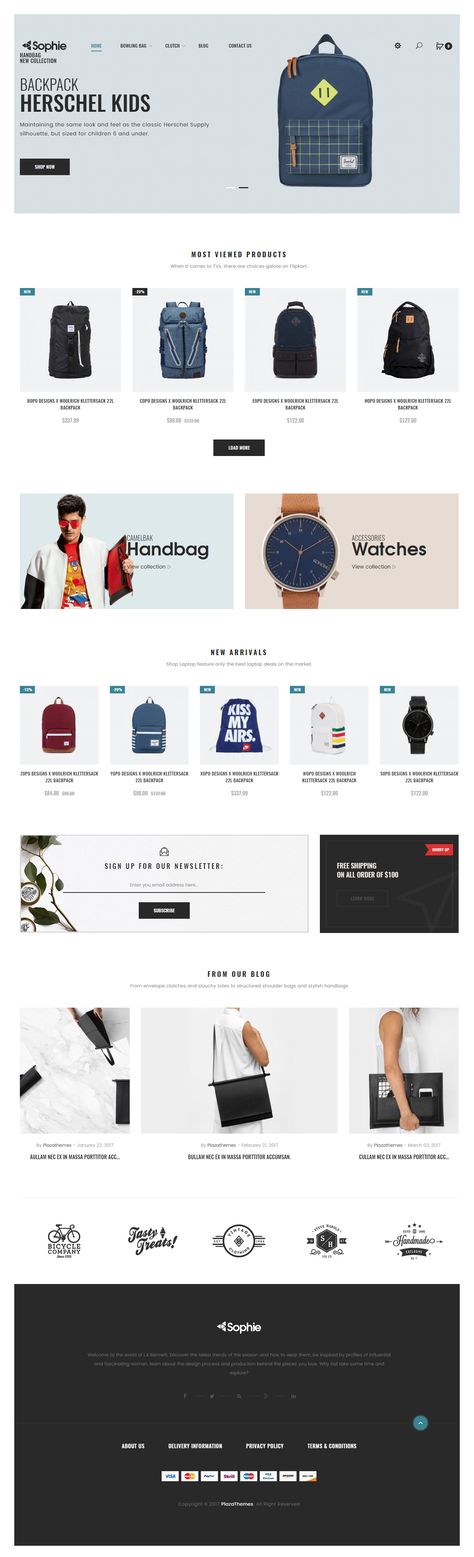 Sophie
HOME
BOWLING BAG
CLUTCH
BLOG
CONTACT US
HANDBAG
NEW COLLECTION
BACKPACK
HERSCHEL KIDS
Maintaining the same look and feel as the classic Herschel Supply
silhouette, but sized for children 5 and under.
SHOP NOW
MOST VIEWED PRODUCTS
When it comes to TVs, there are choices galore on Flipkart.
NEW
-20%
NEW
NEW
BOPO DESIGNS X WOOLRICH KLETTERSACK 22L
BACKPACK
$337.99
COPO DESIGNS X WOOLRICH KLETTERSACK 22L
BACKPACK
$98.00 $122.00
EOPO DESIGNS X WOOLRICH KLETTERSACK 22L
BACKPACK
$122.00
HOPO DESIGNS X WOOLRICH KLETTERSACK 22L
BACKPACK
$122.00
LOAD MORE
CAMELBAK
Handbag
View collection
ACCESSORIES
Watches
View collection
KOMONO
NEW ARRIVALS
Shop Laptop feature only the best laptop deals on the market
NEW
NEW
NEW
KISS
MY
AIRS.
JOPO DESIGNS X WOOLRICH KLETTERSACK
22L BACKPACK
$84.00 $98.00
YOPO DESIGNS X WOOLRICH KLETTERSACK
22L BACKPACK
$98.00 $122.00
XOPO DESIGNS X WOOLRICH KLETTERSACK
22L BACKPACK
$337.99
NOPO DESIGNS X WOOLRICH
KLETTERSACK 22L BACKPACK
$122.00
SOPO DESIGNS X WOOLRICH KLETTERSACK
22L BACKPACK
$122.00
SIGN UP FOR OUR NEWSLETTER:
Enter you email address here...
SUBSCRIBE
HURRY UP
FREE SHIPPING
ON ALL ORDER OF $100
LEARN MORE
FROM OUR BLOG
From envelope clutches and slouchy totes to structured shoulder bags and stylish handbags
By Plazathemes - January 23, 2017
AULLAM NEC EX IN MASSA PORTTITOR ACC...
By Plazathemes - February 21, 2017
BULLAM NEC EX IN MASSA PORTTITOR ACCUMSAN.
By Plazathemes - March 03, 2017
CULLAM NEC EX IN MASSA PORTTITOR ACC...
BICYCLE
COMPANY
Since 1920
Tasty
Treats!
VINTAGE
CLOTHING
STEVE HAROLD
S H
Handmade
EXCLUSIVE
Sophie
Welcome to the world of LK Bennett. Discover the latest trends of the season and how to wear them, be inspired by profiles of influential
and fascinating women, learn about the design process and production behind the pieces you love. Why not take some time and
explore?
ABOUT US
DELIVERY INFORMATION
PRIVACY POLICY
TERMS & CONDITIONS
VISA
PayPal
Skrill
Copyright © 2017 PlazaThemes. All Right Reserved